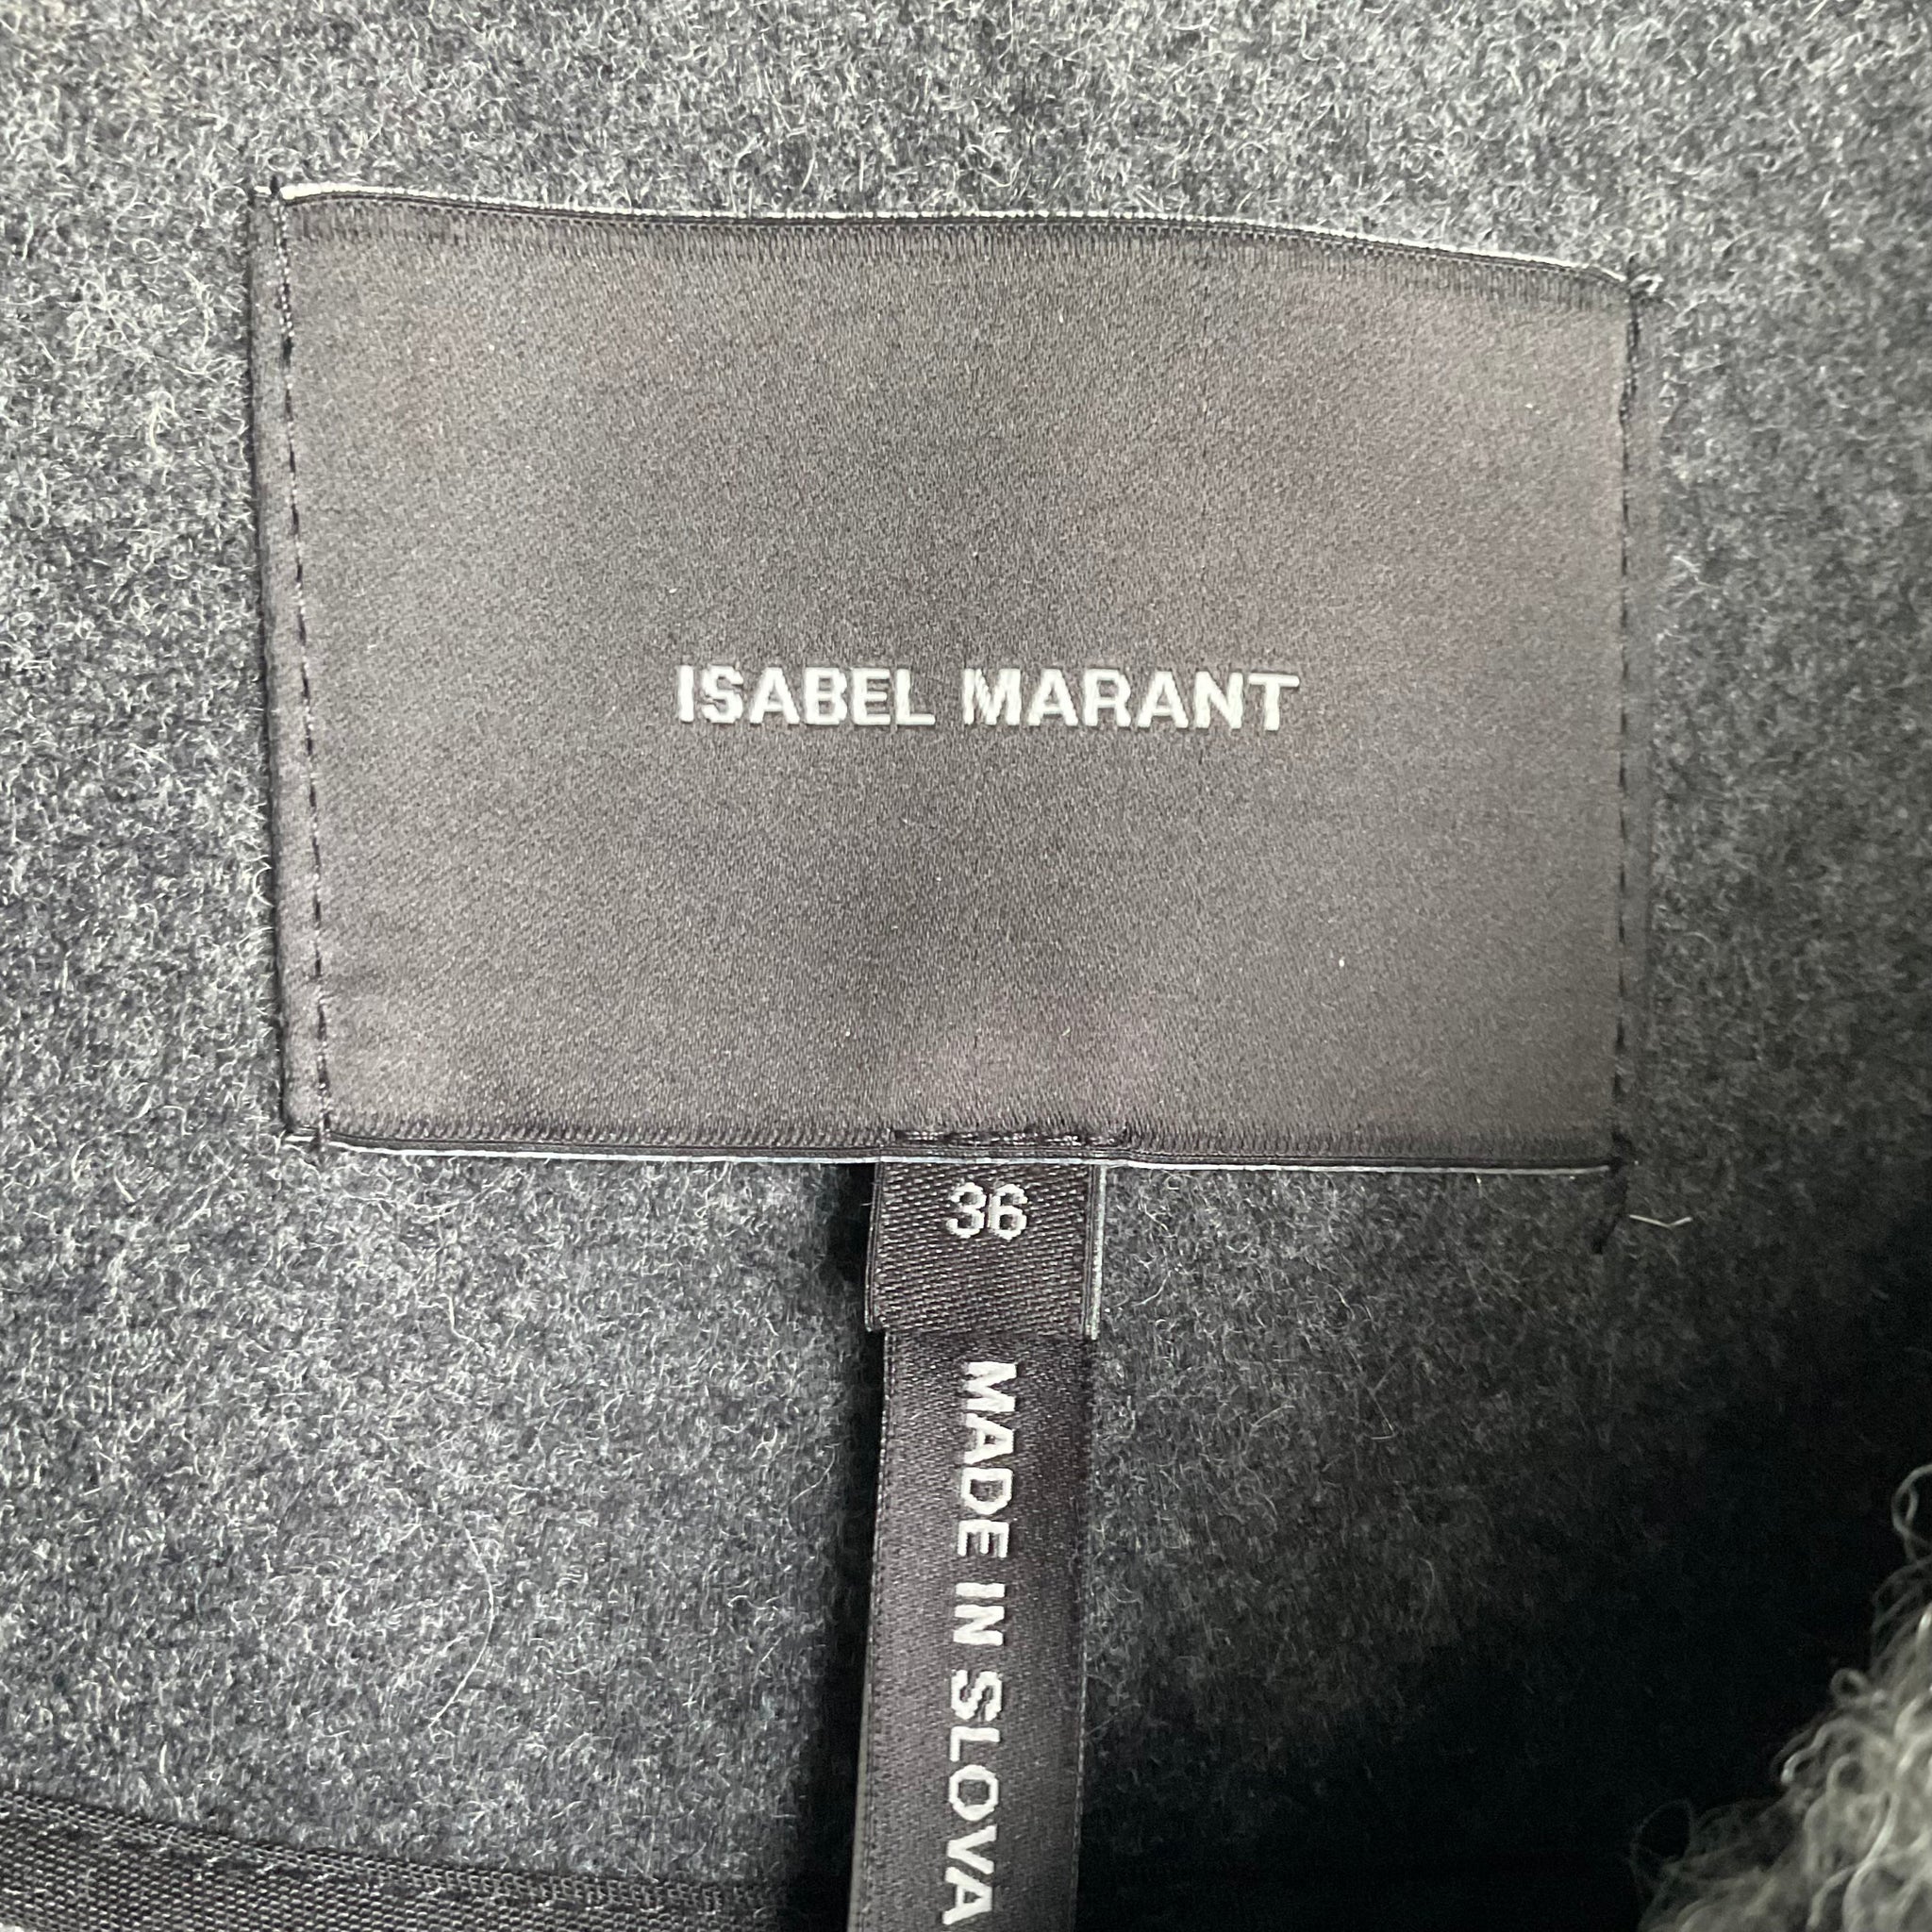 ISABEL MARANT
36
MADE IN SLOVA